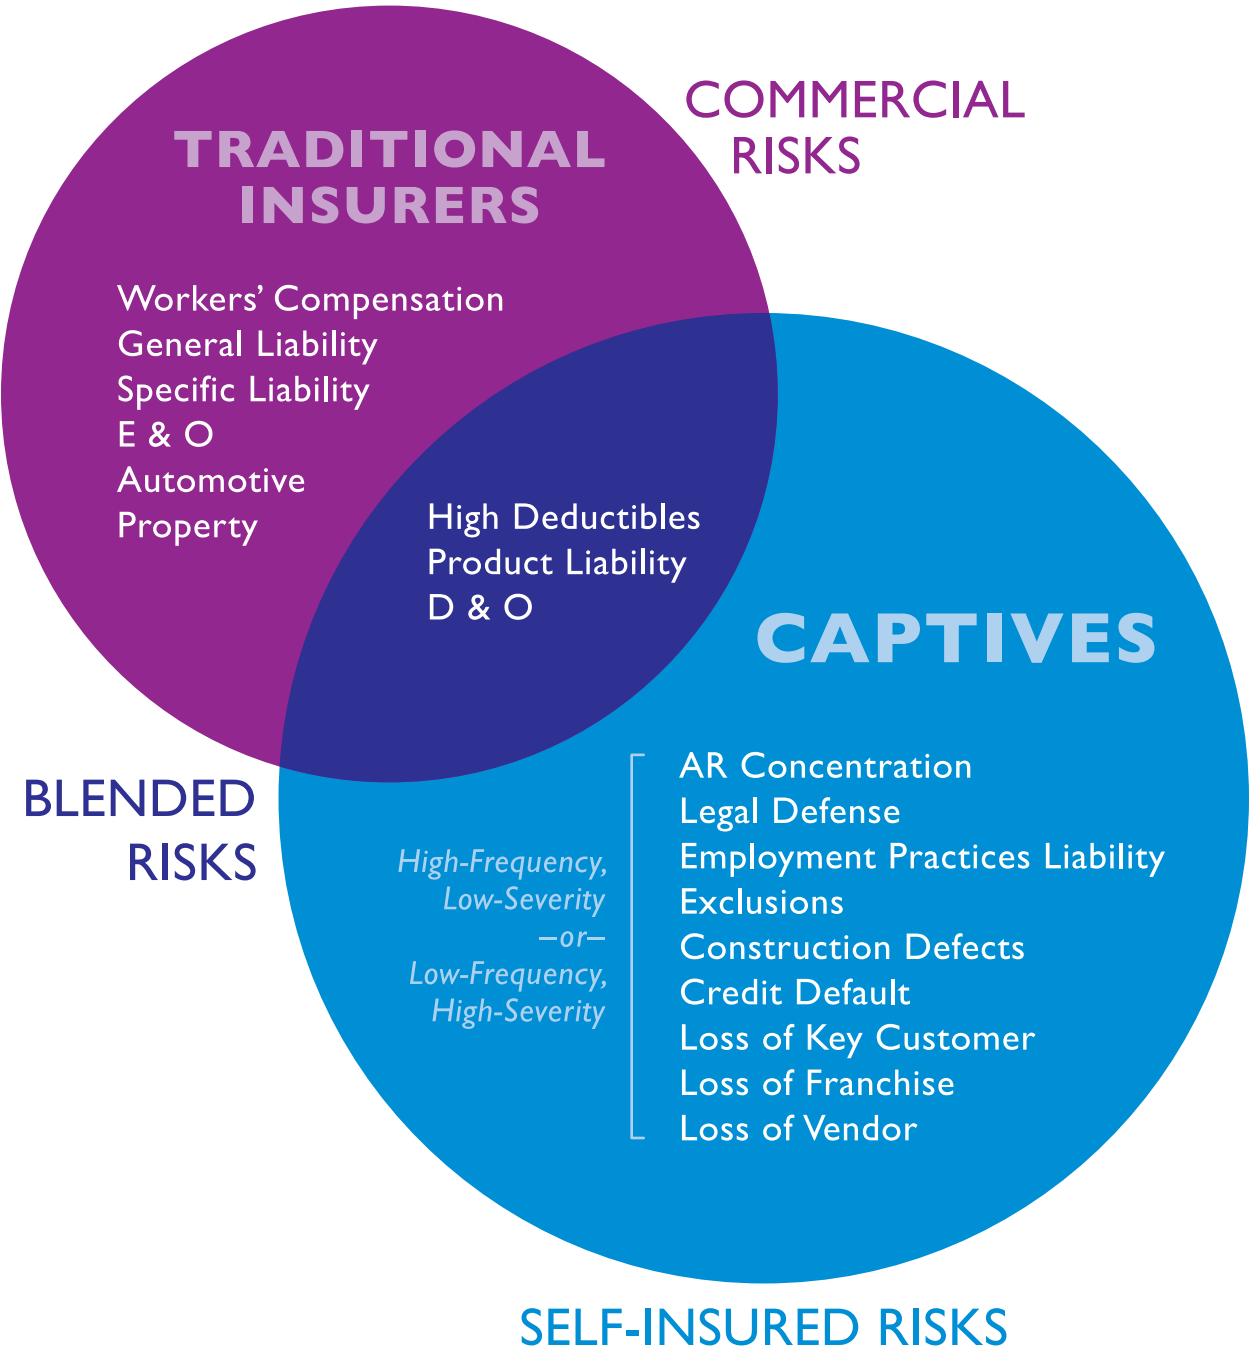 COMMERCIAL
RISKS
TRADITIONAL
INSURERS
Workers’ Compensation
General Liability
Specific Liability
E & O
Automotive
Property
High Deductibles
Product Liability
D & O
CAPTIVES
BLENDED
RISKS
High-Frequency,
Low-Severity
–or–
Low-Frequency,
High-Severity
AR Concentration
Legal Defense
Employment Practices Liability
Exclusions
Construction Defects
Credit Default
Loss of Key Customer
Loss of Franchise
Loss of Vendor
SELF-INSURED RISKS